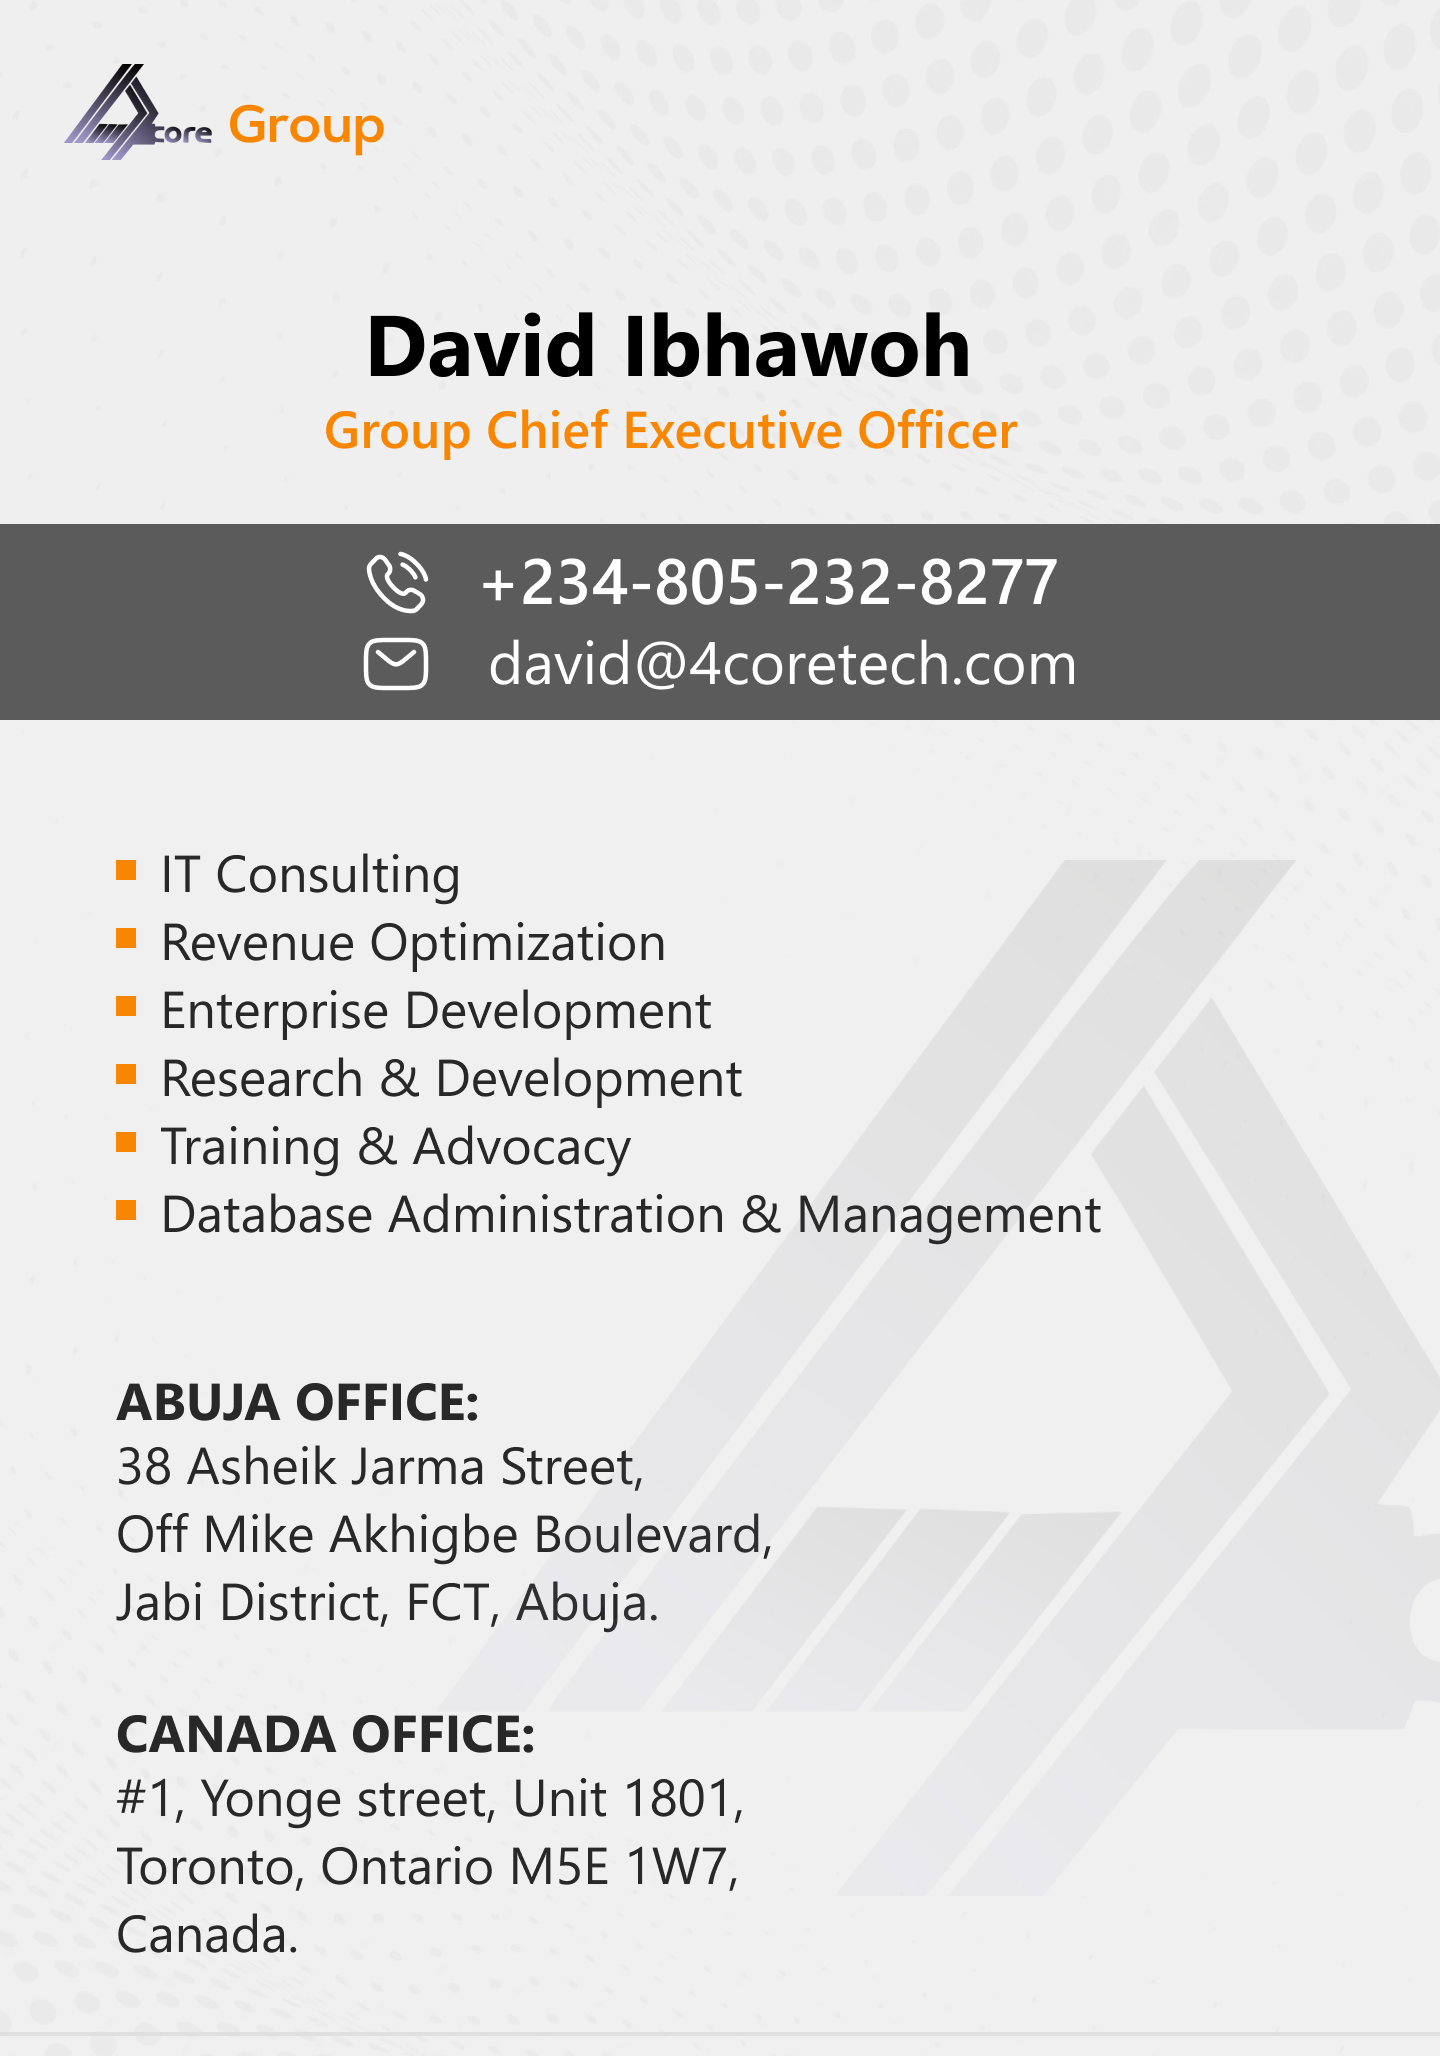 4core Group
David Ibhawoh
Group Chief Executive Officer
+234-805-232-8277
david@4coretech.com
IT Consulting
Revenue Optimization
Enterprise Development
Research & Development
Training & Advocacy
Database Administration & Management
ABUJA OFFICE:
38 Asheik Jarma Street,
Off Mike Akhigbe Boulevard,
Jabi District, FCT, Abuja.
CANADA OFFICE:
#1, Yonge street, Unit 1801,
Toronto, Ontario M5E 1W7,
Canada.